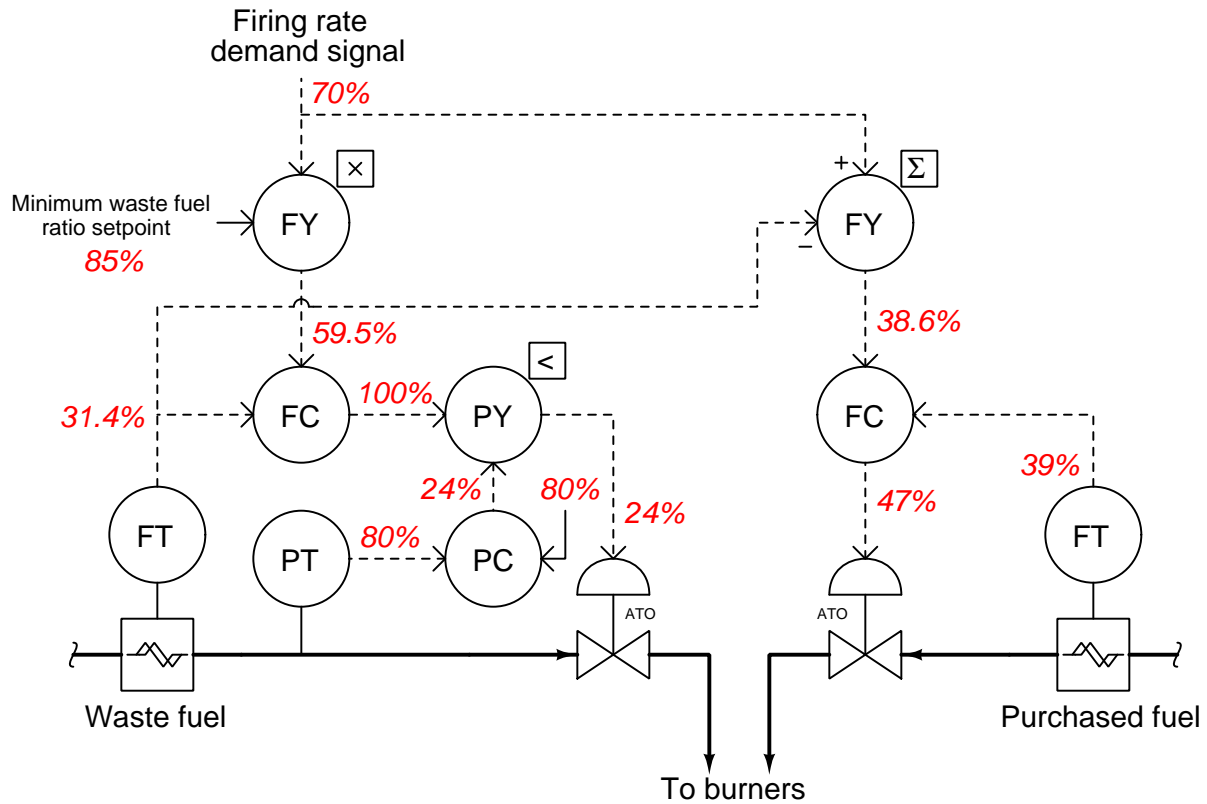 Firing rate
demand signal
70%
×
+
Σ
Minimum waste fuel
ratio setpoint
85%
FY
FY
−
59.5%
38.6%
<
31.4%
FC
100%
PY
FC
24%
80%
24%
47%
39%
FT
PT
80%
PC
FT
ATO
ATO
Waste fuel
Purchased fuel
To burners